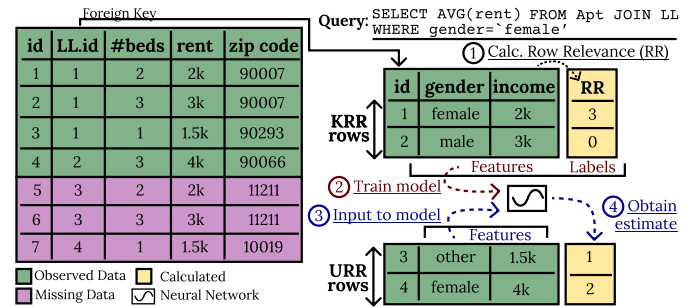 Foreign Key
Query: SELECT AVG(rent) FROM Apt JOIN LL
WHERE gender=`female'
1 Calc. Row Relevance (RR)
id LL.id #beds rent zip code
1 1 2 2k 90007
2 1 3 3k 90007
3 1 1 1.5k 90293
4 2 3 4k 90066
5 3 2 2k 11211
6 3 3 3k 11211
7 4 1 1.5k 10019
Observed Data
Calculated
Missing Data
Neural Network
id gender income RR
KRR rows
1 female 2k 3
2 male 3k 0
Features
Labels
2 Train model
3 Input to model
4 Obtain
estimate
Features
URR rows
3 other 1.5k 1
4 female 4k 2